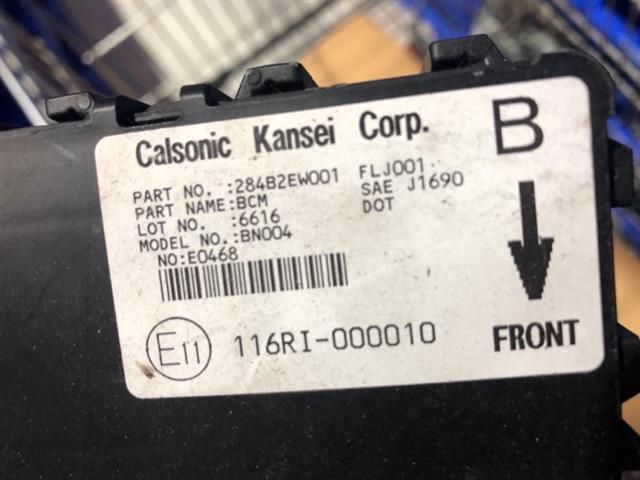 Calsonic Kansei Corp.
B
PART NO. :284B2EW001 FLJ001
PART NAME:BCM SAE J1690
LOT NO. :6616 DOT
MODEL NO.:BN004
NO:E0468
E11 116RI-000010
FRONT